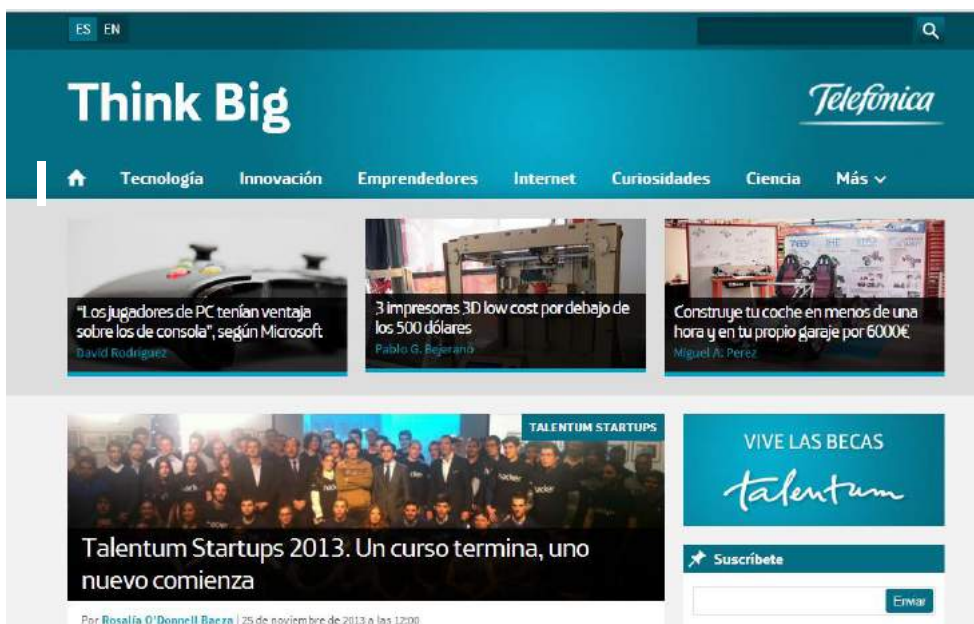 ES EN
Think Big
Telefónica
Tecnología Innovación Emprendedores Internet Curiosidades Ciencia Más
"Los jugadores de PC tenían ventaja
sobre los de consola", según Microsoft
David Rodríguez
3 impresoras 3D low cost por debajo de
los 500 dólares
Pablo G. Bejerano
Construye tu coche en menos de una
hora y en tu propio garaje por 6000€
Miguel A. Perez
TALENTUM STARTUPS
hacker
Talentum Startups 2013. Un curso termina, uno
nuevo comienza
Por Rosalía O'Donnell Baeza | 25 de noviembre de 2013 a las 12:00
VIVE LAS BECAS
talentum
Suscríbete
Enviar